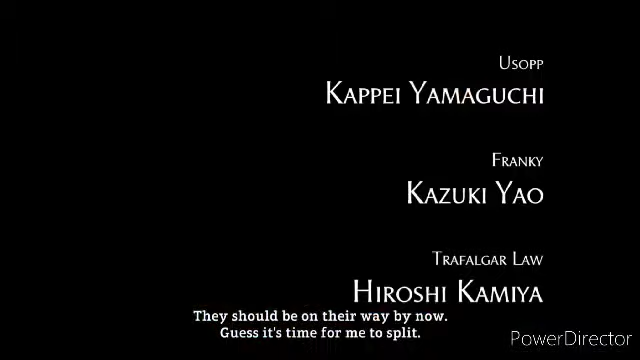 Usopp
Kappei Yamaguchi
Franky
Kazuki Yao
Trafalgar Law
Hiroshi Kamiya
They should be on their way by now.
Guess it's time for me to split.
PowerDirector